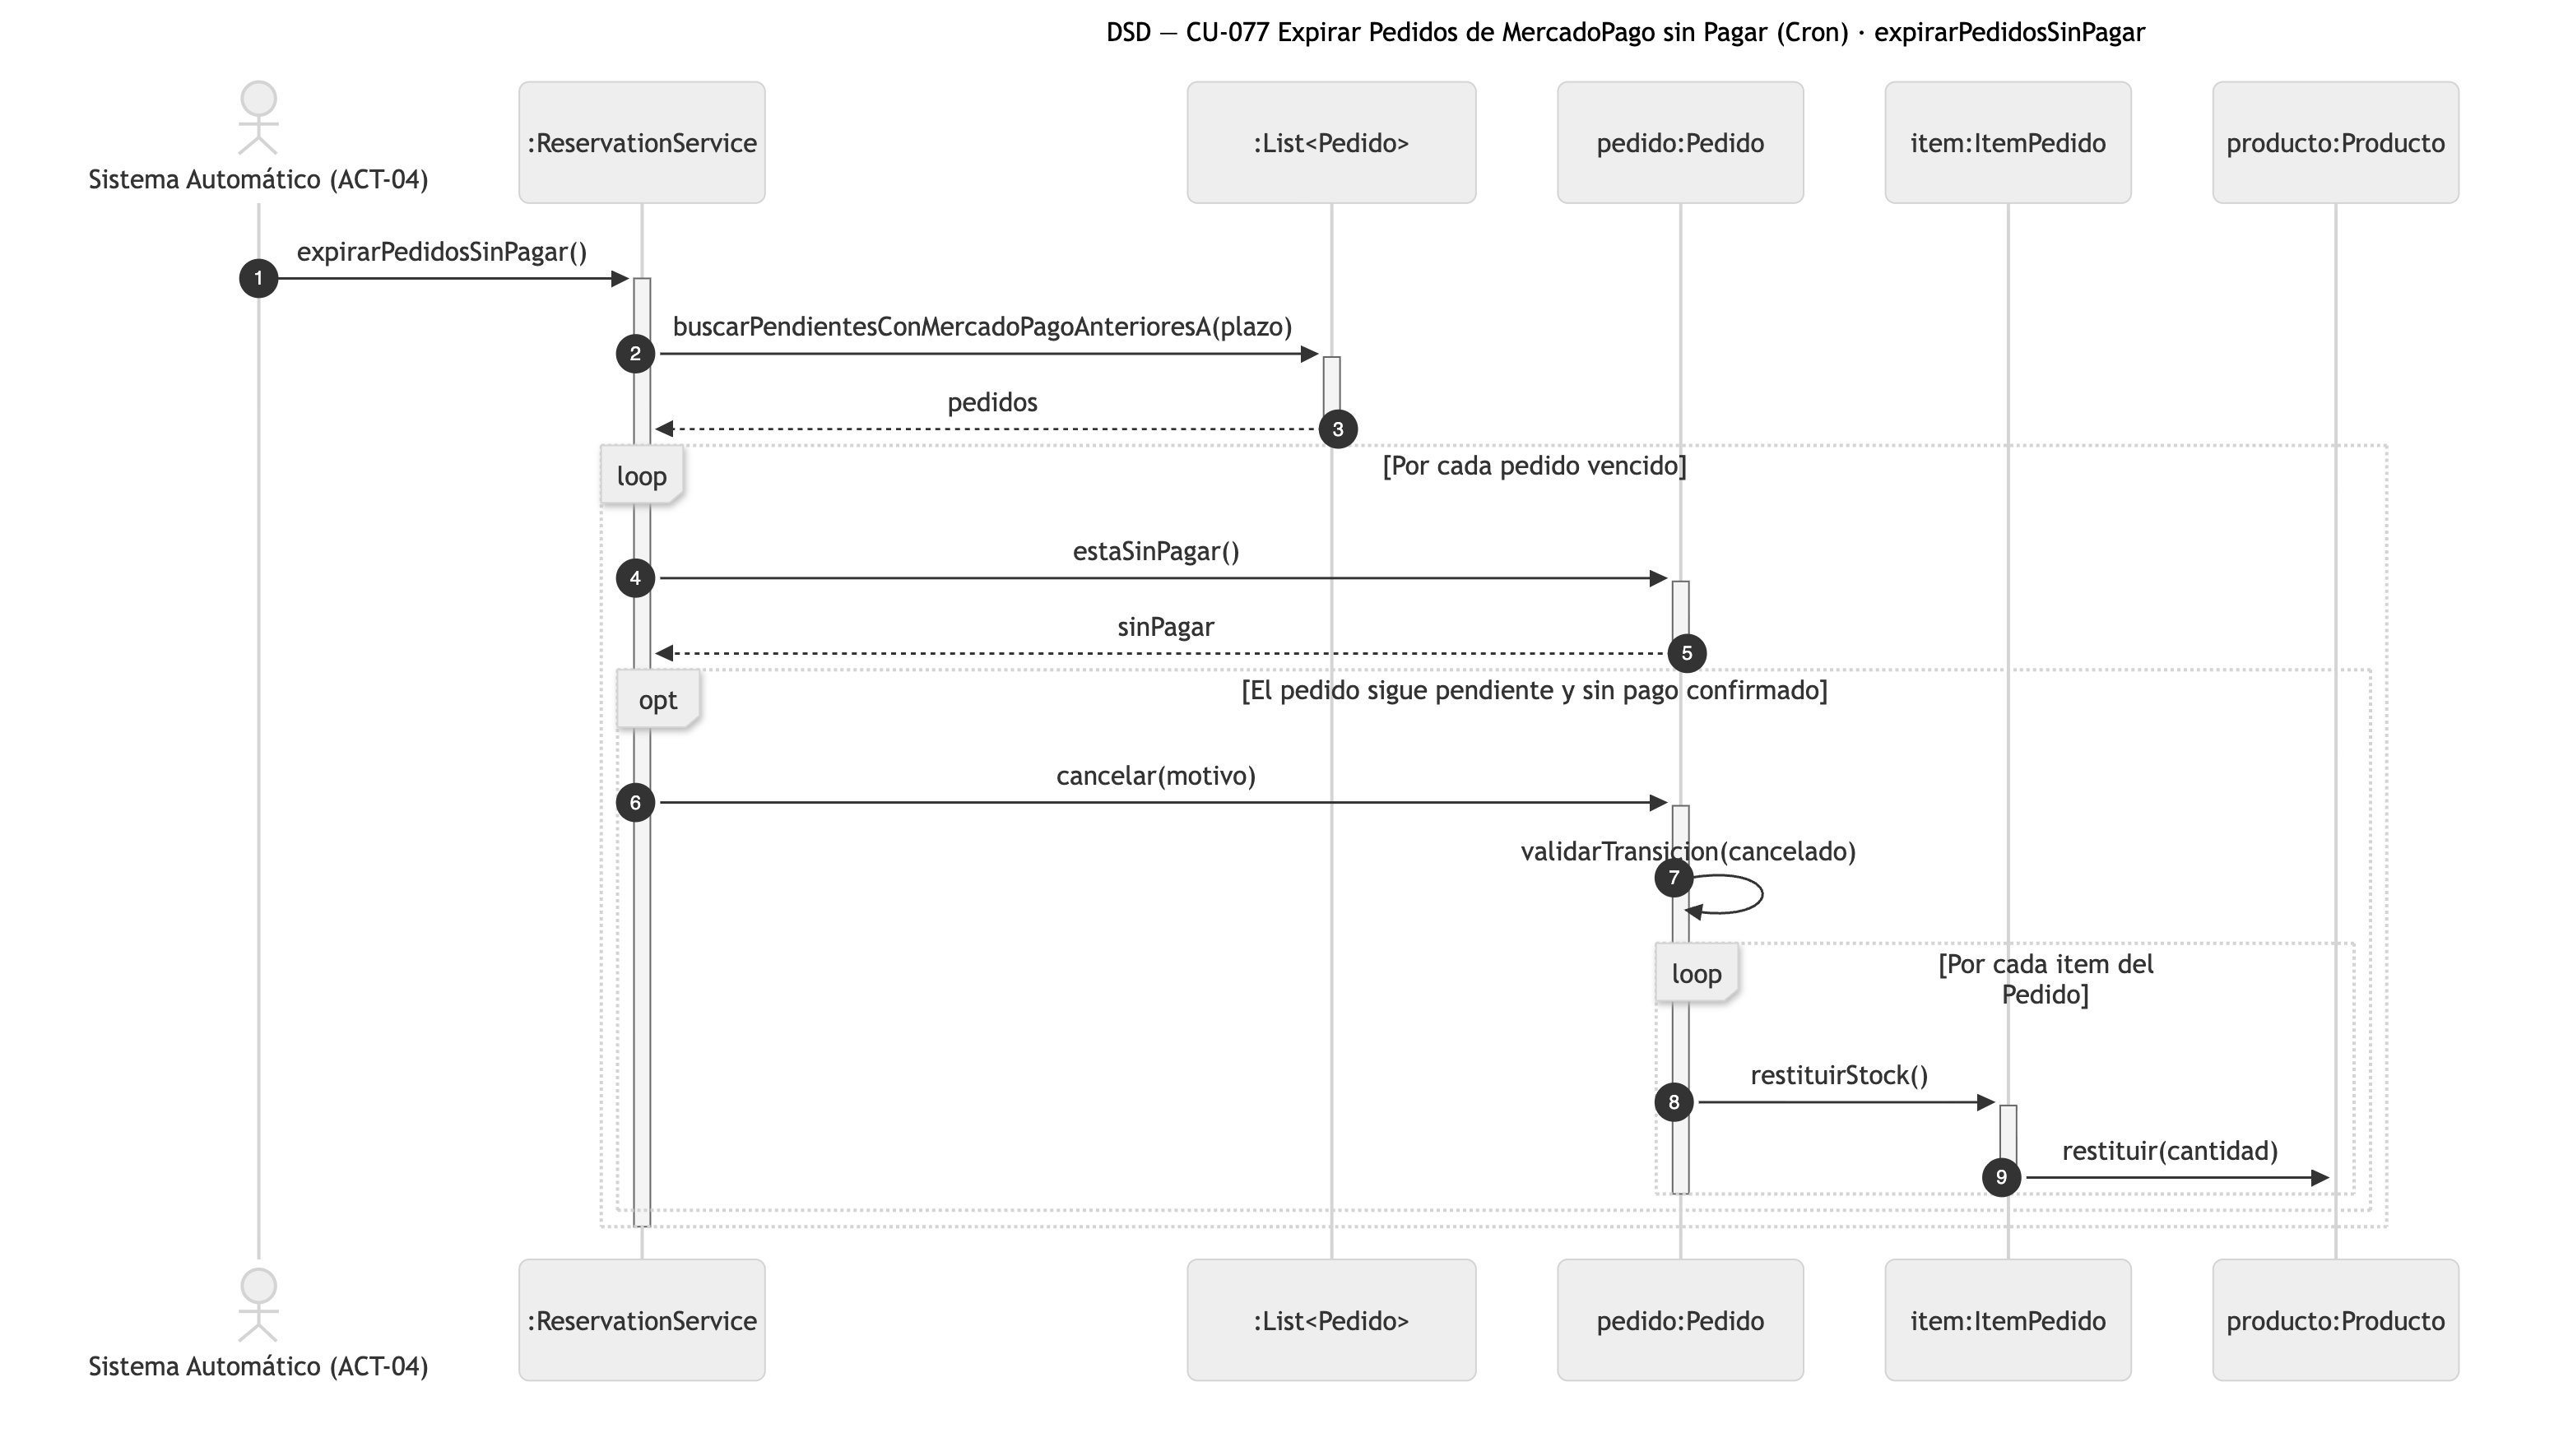 DSD — CU-077 Expirar Pedidos de MercadoPago sin Pagar (Cron) · expirarPedidosSinPagar
Sistema Automático (ACT-04)
:ReservationService
:List<Pedido>
pedido:Pedido
item:ItemPedido
producto:Producto
expirarPedidosSinPagar()
1
buscarPendientesConMercadoPagoAnterioresA(plazo)
2
pedidos
3
loop
[Por cada pedido vencido]
estaSinPagar()
4
sinPagar
5
opt
[El pedido sigue pendiente y sin pago confirmado]
cancelar(motivo)
6
validarTransicion(cancelado)
7
loop
[Por cada item del
Pedido]
restituirStock()
8
restituir(cantidad)
9
Sistema Automático (ACT-04)
:ReservationService
:List<Pedido>
pedido:Pedido
item:ItemPedido
producto:Producto